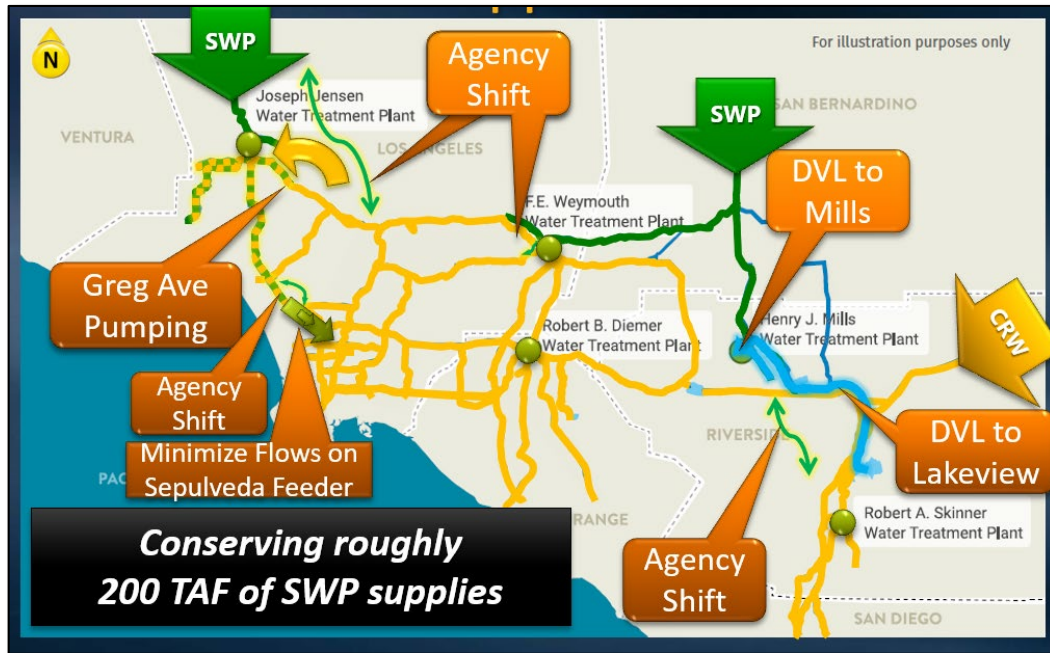 SWP
Agency
Shift
For illustration purposes only
N
Joseph Jensen
Water Treatment Plant
VENTURA
LOS ANGELES
SWP
SAN BERNARDINO
DVL to
Mills
F.E. Weymouth
Water Treatment Plant
Greg Ave
Pumping
Robert B. Diemer
Water Treatment Plant
Henry J. Mills
Water Treatment Plant
CRW
Agency
Shift
Minimize Flows on
Sepulveda Feeder
RIVERSIDE
DVL to
Lakeview
PAC
Conserving roughly
200 TAF of SWP supplies
RANGE
Agency
Shift
Robert A. Skinner
Water Treatment Plant
SAN DIEGO